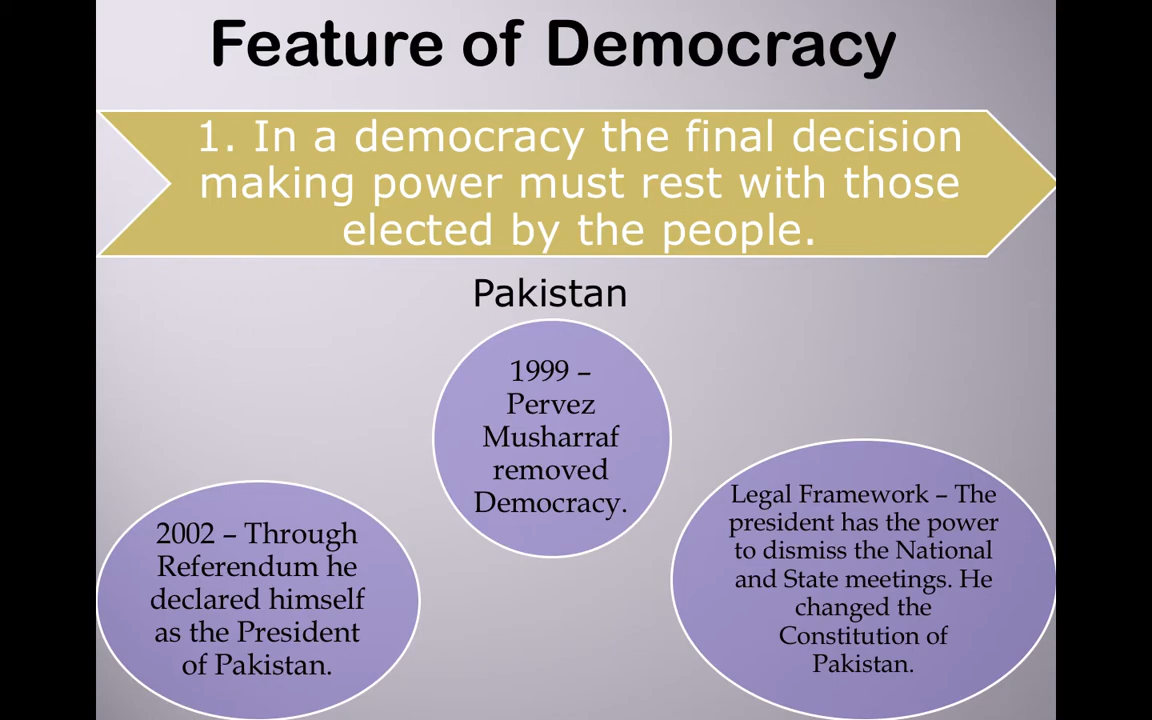 Feature of Democracy
1. In a democracy the final decision
making power must rest with those
elected by the people.
Pakistan
1999 –
Pervez
Musharraf
removed
Democracy.
2002 – Through
Referendum he
declared himself
as the President
of Pakistan.
Legal Framework – The
president has the power
to dismiss the National
and State meetings. He
changed the
Constitution of
Pakistan.